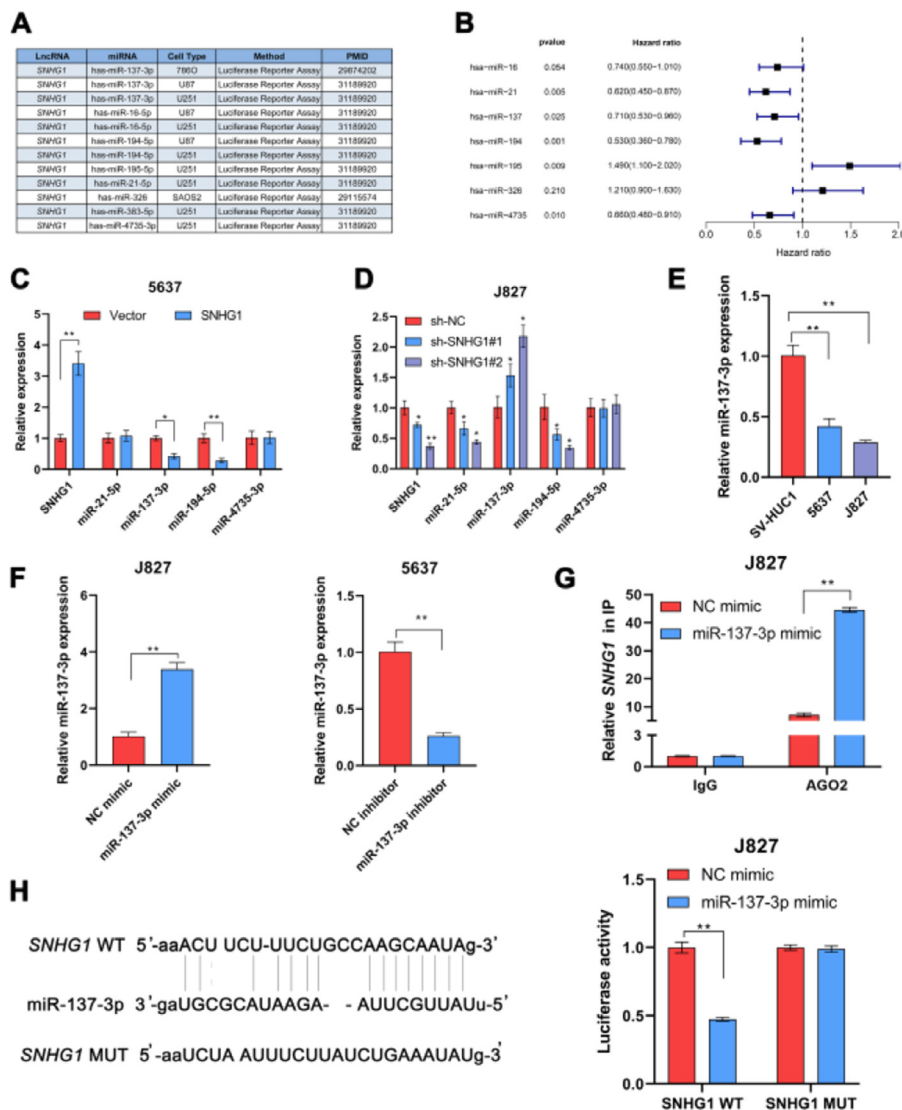 A
LncRNA miRNA Cell Type Method PMID
SNHG1 has-miR-137-3p 786O Luciferase Reporter Assay 29674202
SNHG1 has-miR-137-3p U87 Luciferase Reporter Assay 31189920
SNHG1 has-miR-137-3p U251 Luciferase Reporter Assay 31189920
SNHG1 has-miR-16-5p U87 Luciferase Reporter Assay 31189920
SNHG1 has-miR-16-5p U251 Luciferase Reporter Assay 31189920
SNHG1 has-miR-194-5p U87 Luciferase Reporter Assay 31189920
SNHG1 has-miR-194-5p U251 Luciferase Reporter Assay 31189920
SNHG1 has-miR-195-5p U251 Luciferase Reporter Assay 31189920
SNHG1 has-miR-21-5p U251 Luciferase Reporter Assay 31189920
SNHG1 has-miR-326 SAOS2 Luciferase Reporter Assay 29115574
SNHG1 has-miR-383-5p U251 Luciferase Reporter Assay 31189920
SNHG1 has-miR-4735-3p U251 Luciferase Reporter Assay 31189920
B
pvalue Hazard ratio
hsa-miR-16 0.054 0.740(0.550-1.010)
hsa-miR-21 0.005 0.620(0.450-0.870)
hsa-miR-137 0.025 0.710(0.530-0.960)
hsa-miR-194 0.001 0.530(0.360-0.780)
hsa-miR-195 0.009 1.490(1.100-2.020)
hsa-miR-326 0.210 1.210(0.900-1.630)
hsa-miR-4735 0.010 0.660(0.480-0.910)
0.0 0.5 1.0 1.5 2.0
Hazard ratio
C
5637
Vector SNHG1
Relative expression
5
4
3
2
1
0
** * **
SNHG1 miR-21-5p miR-137-3p miR-194-5p miR-4735-3p
D
J827
sh-NC
sh-SNHG1#1
sh-SNHG1#2
Relative expression
2.5
2.0
1.5
1.0
0.5
0.0
* ** * * * * * *
SNHG1 miR-21-5p miR-137-3p miR-194-5p miR-4735-3p
E
Relative miR-137-3p expression
1.5
1.0
0.5
0.0
**
**
SV-HUC1 5637 J827
F
J827
Relative miR-137-3p expression
6
4
2
0
**
NC mimic miR-137-3p mimic
5637
Relative miR-137-3p expression
1.5
1.0
0.5
0.0
**
NC inhibitor miR-137-3p inhibitor
G
J827
NC mimic
miR-137-3p mimic
Relative SNHG1 in IP
50
40
30
20
10
3
0
**
IgG AGO2
H
SNHG1 WT 5'-aaACU UCU-UUCUGCCAAGCAAUAg-3'
miR-137-3p 3'-gaUGCGCAUAAGA- -AUUCGUUAUu-5'
SNHG1 MUT 5'-aaUCUA AUUUCUUAUCUGAAAUAUg-3'
J827
NC mimic
miR-137-3p mimic
Luciferase activity
1.5
1.0
0.5
0.0
**
SNHG1 WT SNHG1 MUT